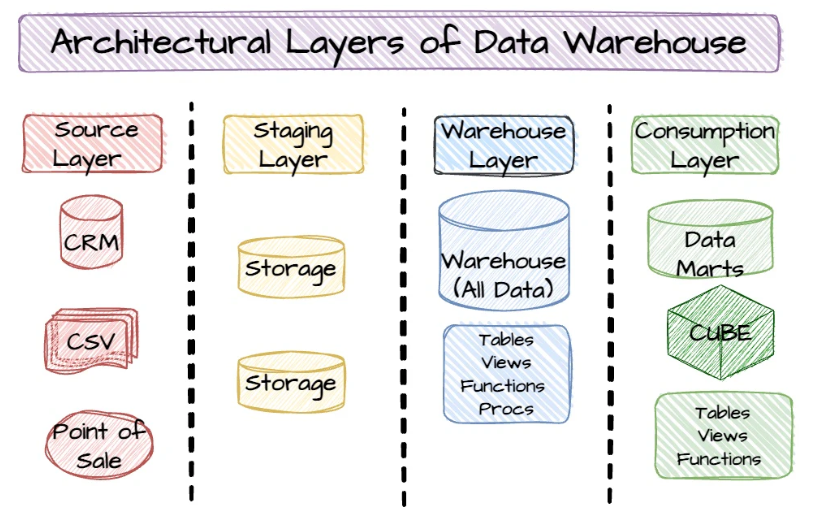 Architectural Layers of Data Warehouse
Source
Layer
CRM
CSV
Point of
Sale
Staging
Layer
Storage
Storage
Warehouse
Layer
Warehouse
(All Data)
Tables
Views
Functions
Procs
Consumption
Layer
Data
Marts
CUBE
Tables
Views
Functions